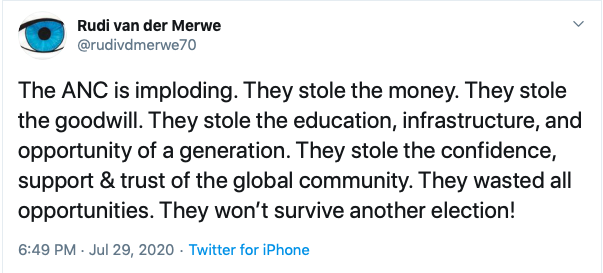 Rudi van der Merwe
@rudivdmerwe70
The ANC is imploding. They stole the money. They stole
the goodwill. They stole the education, infrastructure, and
opportunity of a generation. They stole the confidence,
support & trust of the global community. They wasted all
opportunities. They won’t survive another election!
6:49 PM · Jul 29, 2020 · Twitter for iPhone